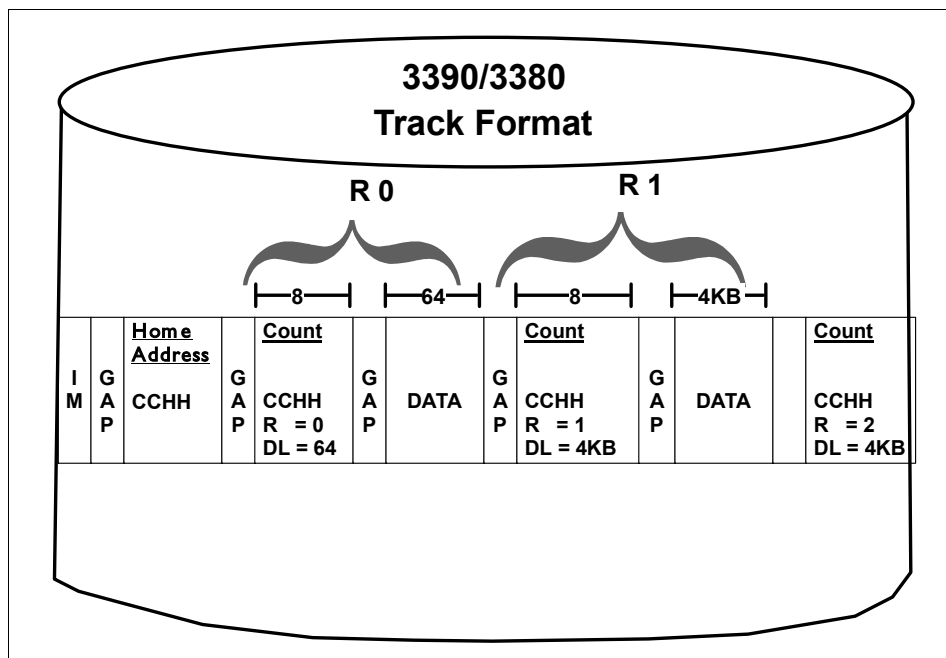 3390/3380
Track Format
R 0
R 1
8
64
8
4KB
I
M
G
A
P
Home
Address
CCHH
G
A
P
Count
CCHH
R = 0
DL = 64
G
A
P
DATA
G
A
P
Count
CCHH
R = 1
DL = 4KB
G
A
P
DATA
Count
CCHH
R = 2
DL = 4KB